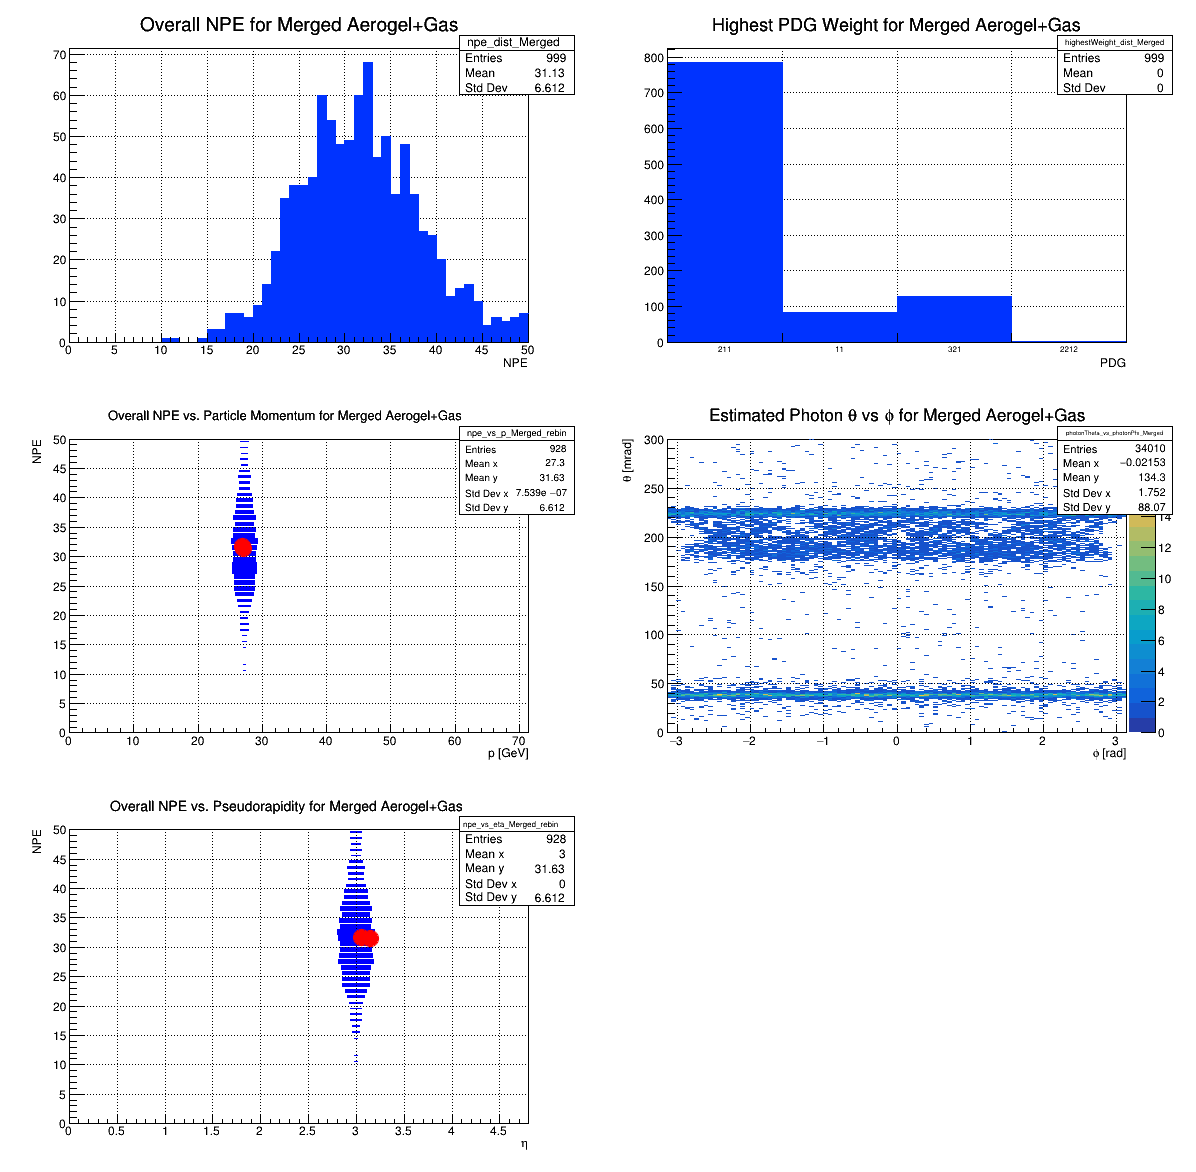 Overall NPE for Merged Aerogel+Gas
npe_dist_Merged
Entries 999
Mean 31.13
Std Dev 6.612
70
60
50
40
30
20
10
0
0 5 10 15 20 25 30 35 40 45 50
NPE
Highest PDG Weight for Merged Aerogel+Gas
highestWeight_dist_Merged
Entries 999
Mean 0
Std Dev 0
800
700
600
500
400
300
200
100
0
211 11 321 2212
PDG
Overall NPE vs. Particle Momentum for Merged Aerogel+Gas
npe_vs_p_Merged_rebin
Entries 928
Mean x 27.3
Mean y 31.63
Std Dev x 7.539e −07
Std Dev y 6.612
NPE
50
45
40
35
30
25
20
15
10
5
0
0 10 20 30 40 50 60 70
p [GeV]
Estimated Photon θ vs ϕ for Merged Aerogel+Gas
photonTheta_vs_photonPhi_Merged
Entries 34010
Mean x −0.02153
Mean y 134.3
Std Dev x 1.752
Std Dev y 88.07
θ [mrad]
300
250
200
150
100
50
0
−3 −2 −1 0 1 2 3
ϕ [rad]
14
12
10
8
6
4
2
0
Overall NPE vs. Pseudorapidity for Merged Aerogel+Gas
npe_vs_eta_Merged_rebin
Entries 928
Mean x 3
Mean y 31.63
Std Dev x 0
Std Dev y 6.612
NPE
50
45
40
35
30
25
20
15
10
5
0
0 0.5 1 1.5 2 2.5 3 3.5 4 4.5
η